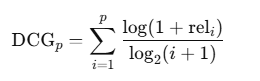 DCG_p = \sum_{i=1}^{p} \frac{\log(1 + \mathrm{rel}_i)}{\log_2(i + 1)}